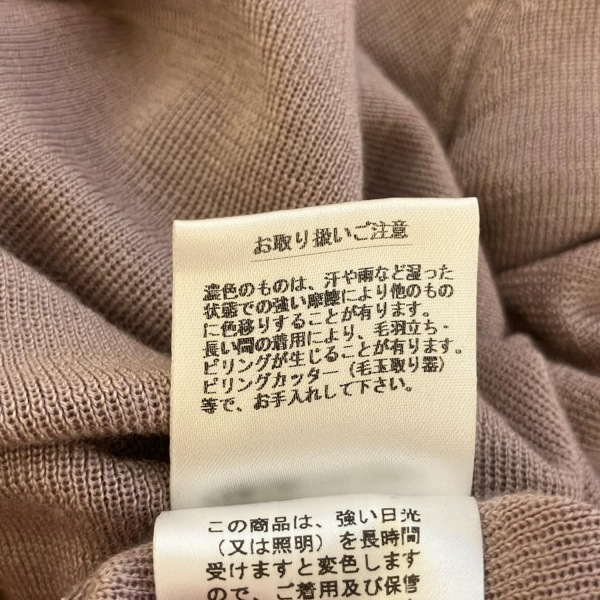 お取り扱いご注意
濃色のものは、汗や雨など湿った
状態での強い摩擦により他のもの
に色移りすることが有ります。
長い間の着用により、毛羽立ち・
ピリングが生じることが有ります。
ピリングカッター（毛玉取り器）
等で、お手入れして下さい。
この商品は、強い日光
（又は照明）を長時間
受けますと変色します
ので、ご着用及び保管